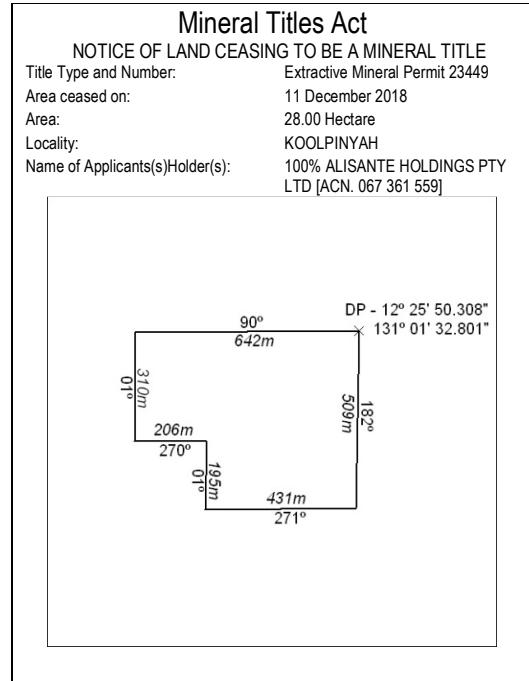 Mineral Titles Act
NOTICE OF LAND CEASING TO BE A MINERAL TITLE
Title Type and Number: Extractive Mineral Permit 23449
Area ceased on: 11 December 2018
Area: 28.00 Hectare
Locality: KOOLPINYAH
Name of Applicants(s)Holder(s): 100% ALISANTE HOLDINGS PTY
LTD [ACN. 067 361 559]
DP - 12º 25' 50.308"
131º 01' 32.801"
90º
642m
310m
01º
509m
182º
206m
270º
195m
01º
431m
271º